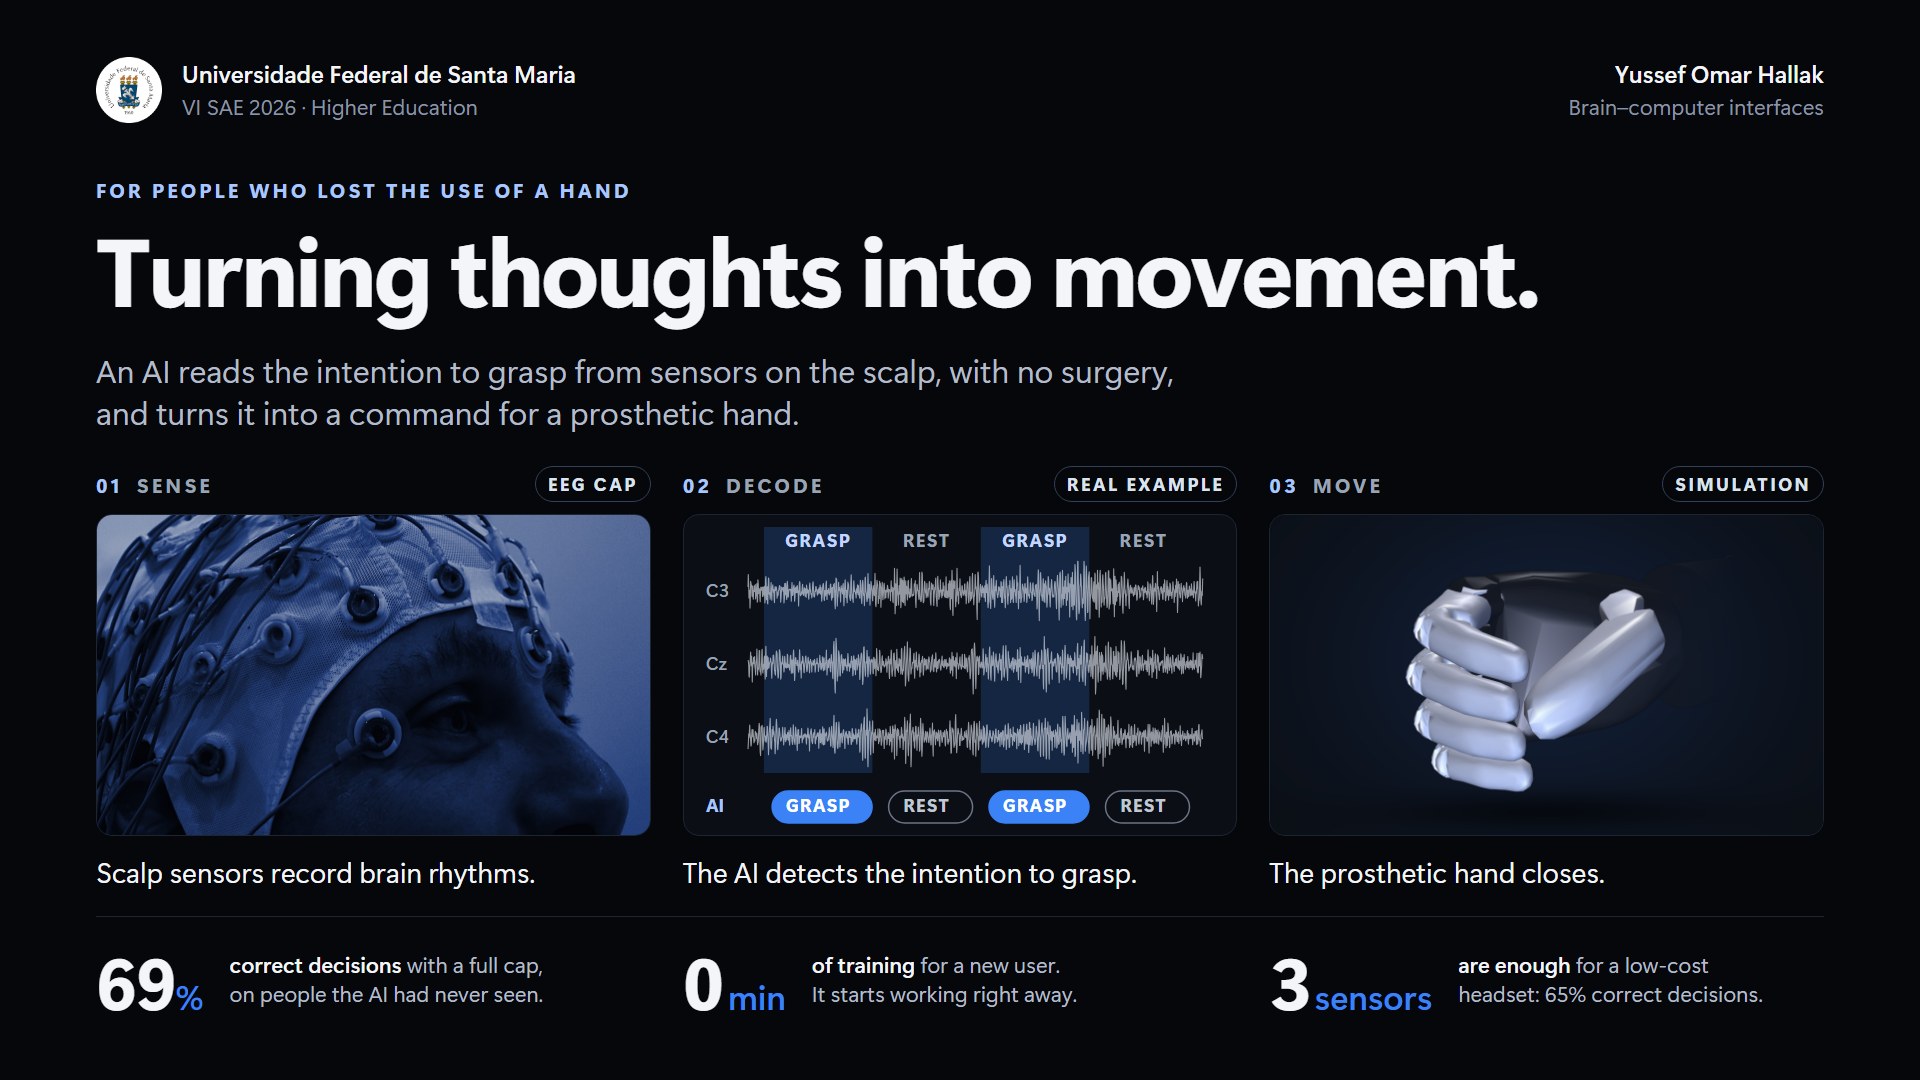 Universidade Federal de Santa Maria
VI SAE 2026 · Higher Education
Yussef Omar Hallak
Brain–computer interfaces
FOR PEOPLE WHO LOST THE USE OF A HAND
Turning thoughts into movement.
An AI reads the intention to grasp from sensors on the scalp, with no surgery,
and turns it into a command for a prosthetic hand.
01 SENSE
EEG CAP
02 DECODE
REAL EXAMPLE
03 MOVE
SIMULATION
GRASP REST GRASP REST
C3
Cz
C4
AI GRASP REST GRASP REST
Scalp sensors record brain rhythms.
The AI detects the intention to grasp.
The prosthetic hand closes.
69%
correct decisions with a full cap,
on people the AI had never seen.
0 min
of training for a new user.
It starts working right away.
3 sensors
are enough for a low-cost
headset: 65% correct decisions.